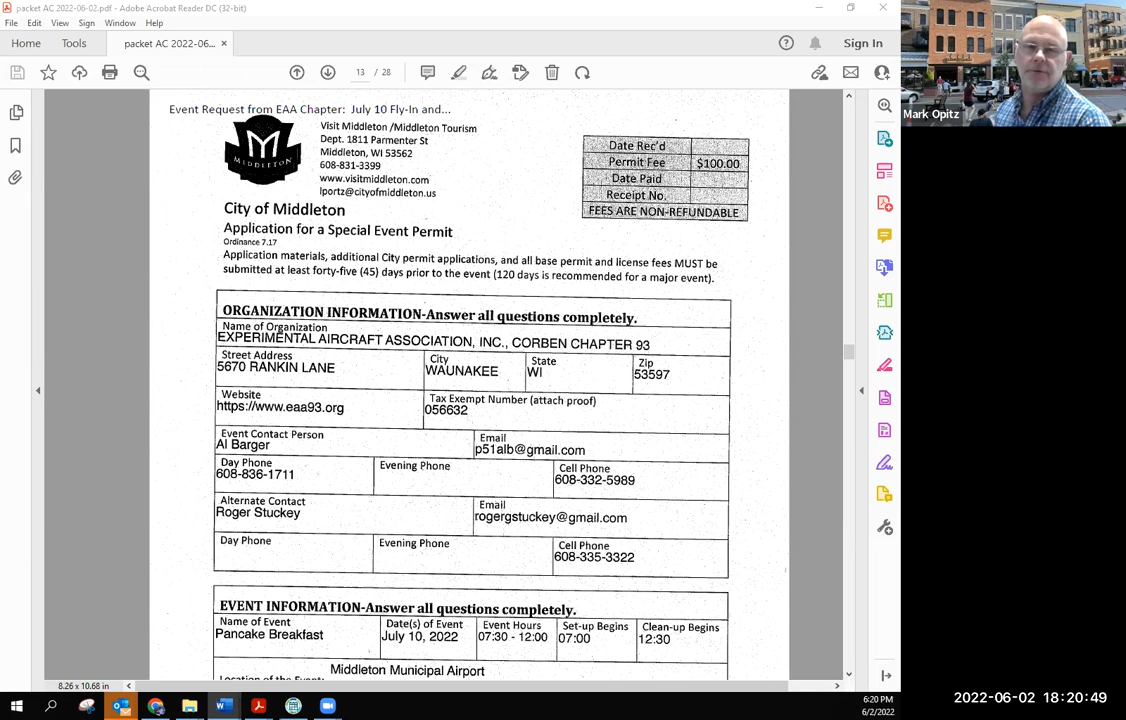 packet AC 2022-06-02.pdf - Adobe Acrobat Reader DC (32-bit)
File Edit View Sign Window Help
Home Tools packet AC 2022-06... × Sign In
13 / 28
Event Request from EAA Chapter: July 10 Fly-In and...
MIDDLETON
Visit Middleton /Middleton Tourism
Dept. 1811 Parmenter St
Middleton, WI 53562
608-831-3399
www.visitmiddleton.com
lportz@cityofmiddleton.us
Date Rec'd
Permit Fee $100.00
Date Paid
Receipt No.
FEES ARE NON-REFUNDABLE
City of Middleton
Application for a Special Event Permit
Ordinance 7.17
Application materials, additional City permit applications, and all base permit and license fees MUST be
submitted at least forty-five (45) days prior to the event (120 days is recommended for a major event).
ORGANIZATION INFORMATION-Answer all questions completely.
Name of Organization
EXPERIMENTAL AIRCRAFT ASSOCIATION, INC., CORBEN CHAPTER 93
Street Address City State Zip
5670 RANKIN LANE WAUNAKEE WI 53597
Website Tax Exempt Number (attach proof)
https://www.eaa93.org 056632
Event Contact Person Email
Al Barger p51alb@gmail.com
Day Phone Evening Phone Cell Phone
608-836-1711 608-332-5989
Alternate Contact Email
Roger Stuckey rogergstuckey@gmail.com
Day Phone Evening Phone Cell Phone
608-335-3322
EVENT INFORMATION-Answer all questions completely.
Name of Event Date(s) of Event Event Hours Set-up Begins Clean-up Begins
Pancake Breakfast July 10, 2022 07:30 - 12:00 07:00 12:30
Middleton Municipal Airport
Location of the Event:
8.26 x 10.68 in
Mark Opitz
6:20 PM
6/2/2022
2022-06-02 18:20:49